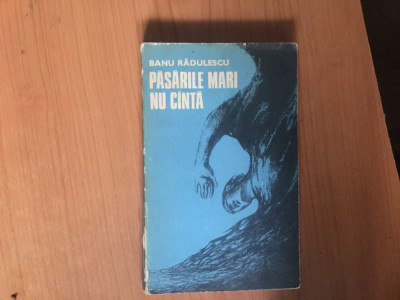 BANU RĂDULESCU
PĂSĂRILE MARI
NU CÎNTĂ